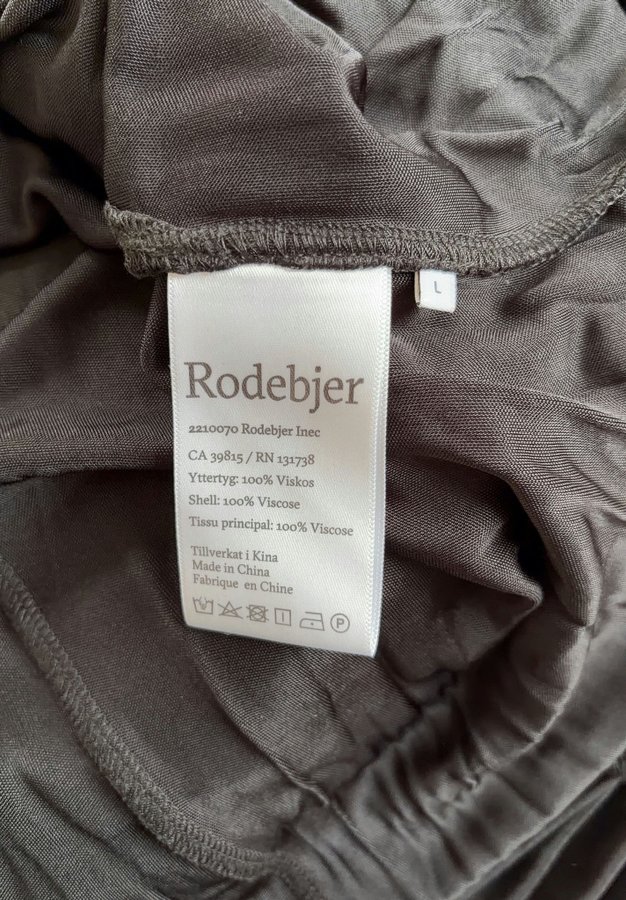 L
Rodebjer
2210070 Rodebjer Inec
CA 39815 / RN 131738
Yttertyg: 100% Viskos
Shell: 100% Viscose
Tissu principal: 100% Viscose
Tillverkat i Kina
Made in China
Fabrique en Chine
P